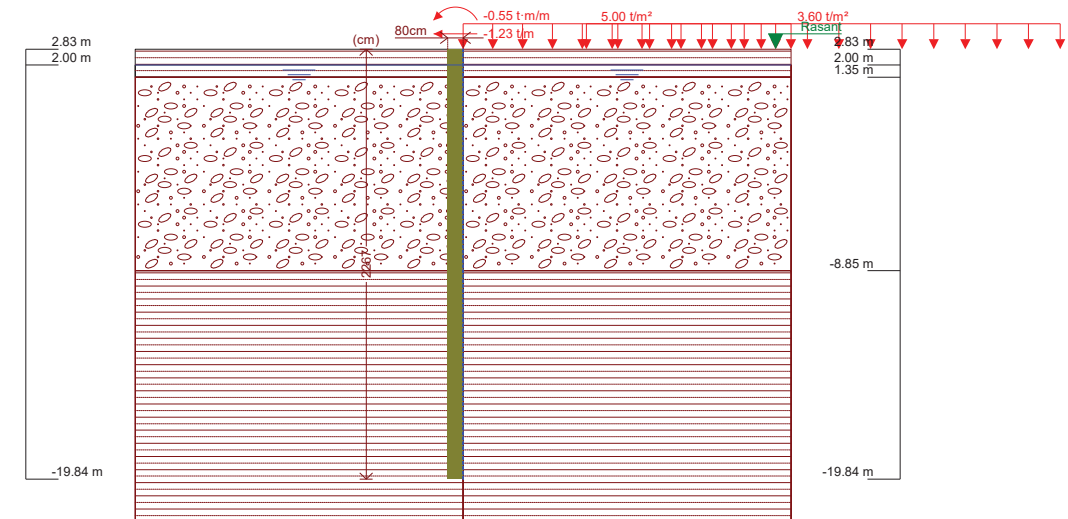 -0.55 t·m/m
5.00 t/m²
3.60 t/m²
80cm
-1.23 t/m
Rasant
2.83 m
(cm)
2.83 m
2.00 m
2.00 m
1.35 m
2267
-8.85 m
-19.84 m
-19.84 m